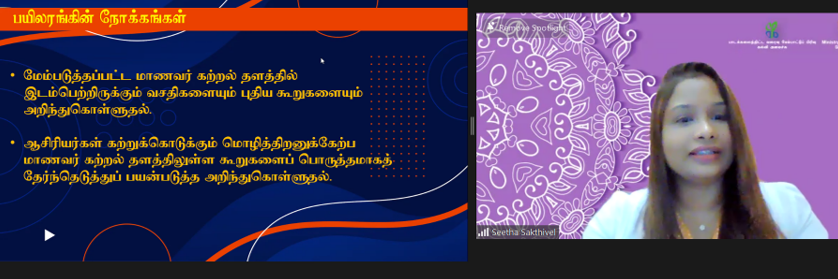 பயிலரங்கின் நோக்கங்கள்
• மேம்படுத்தப்பட்ட மாணவர் கற்றல் தளத்தில்
இடம்பெற்றிருக்கும் வசதிகளையும் புதிய கூறுகளையும்
அறிந்துகொள்ளுதல்.
• ஆசிரியர்கள் கற்றுக்கொடுக்கும் மொழித்திறனுக்கேற்ப
மாணவர் கற்றல் தளத்திலுள்ள கூறுகளைப் பொருத்தமாகத்
தேர்ந்தெடுத்துப் பயன்படுத்த அறிந்துகொள்ளுதல்.
Remove Spotlight
Seetha Sakthivel